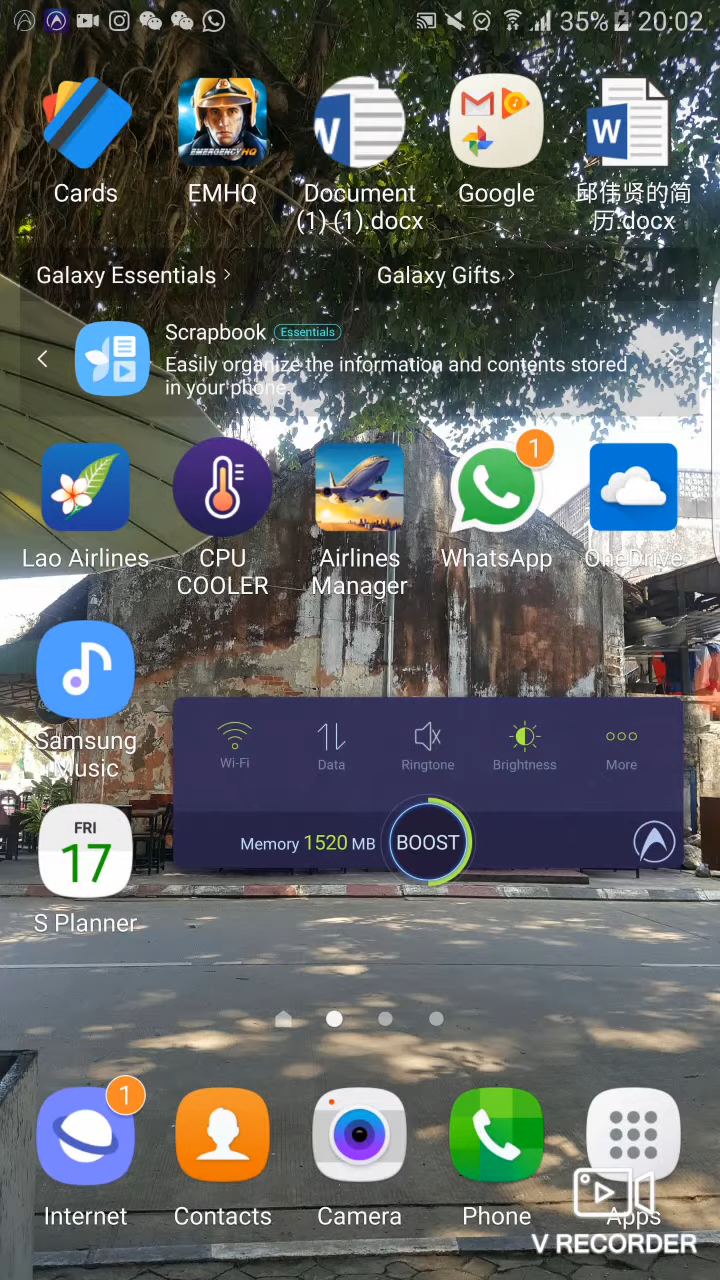 35% 20:02
EMERGENCY HQ
W
W
Cards
EMHQ
Document
(1) (1).docx
Google
邱伟贤的简
历.docx
Galaxy Essentials
Galaxy Gifts
Scrapbook Essentials
Easily organize the information and contents stored
in your phone.
1
Lao Airlines
CPU
COOLER
Airlines
Manager
WhatsApp
OneDrive
Samsung
Music
Wi-Fi
Data
Ringtone
Brightness
More
Memory 1520 MB
BOOST
FRI
17
S Planner
1
Internet
Contacts
Camera
Phone
Apps
V RECORDER